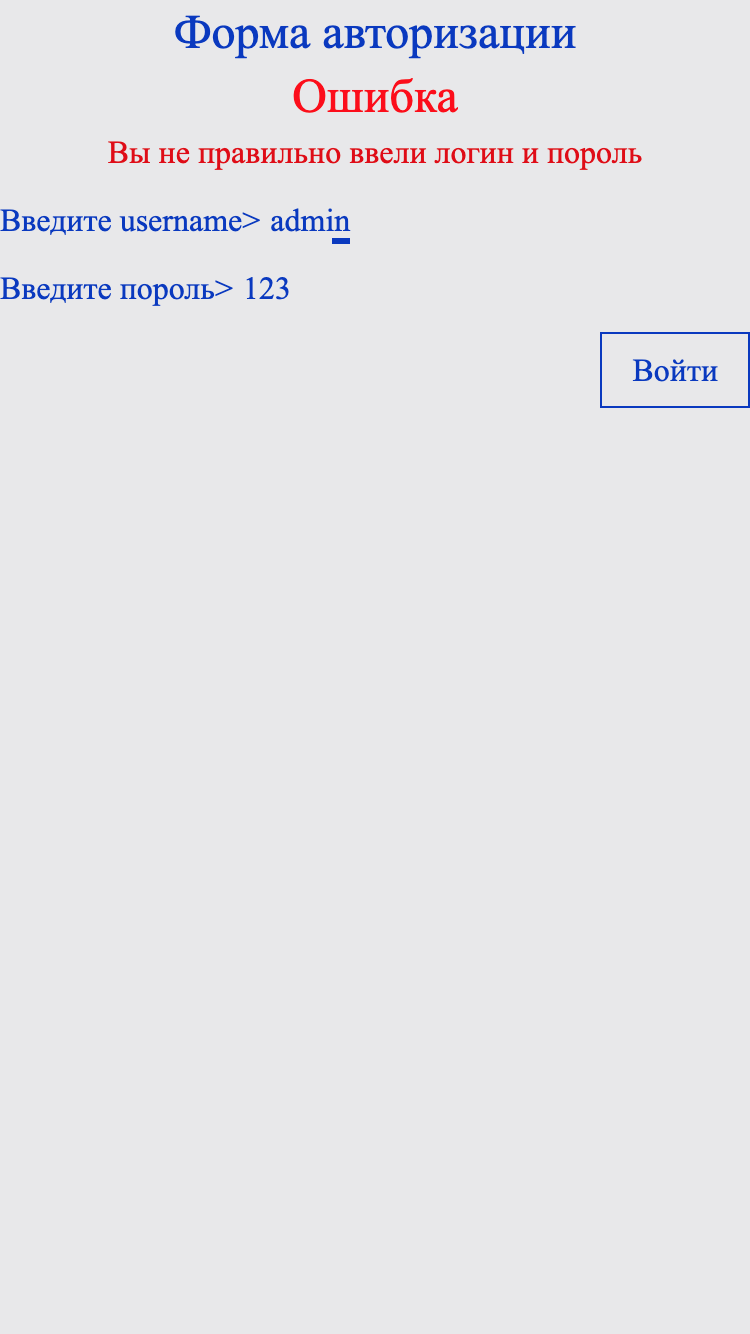 Форма авторизации
Ошибка
Вы не правильно ввели логин и пороль
Введите username> admin
Введите пороль> 123
Войти